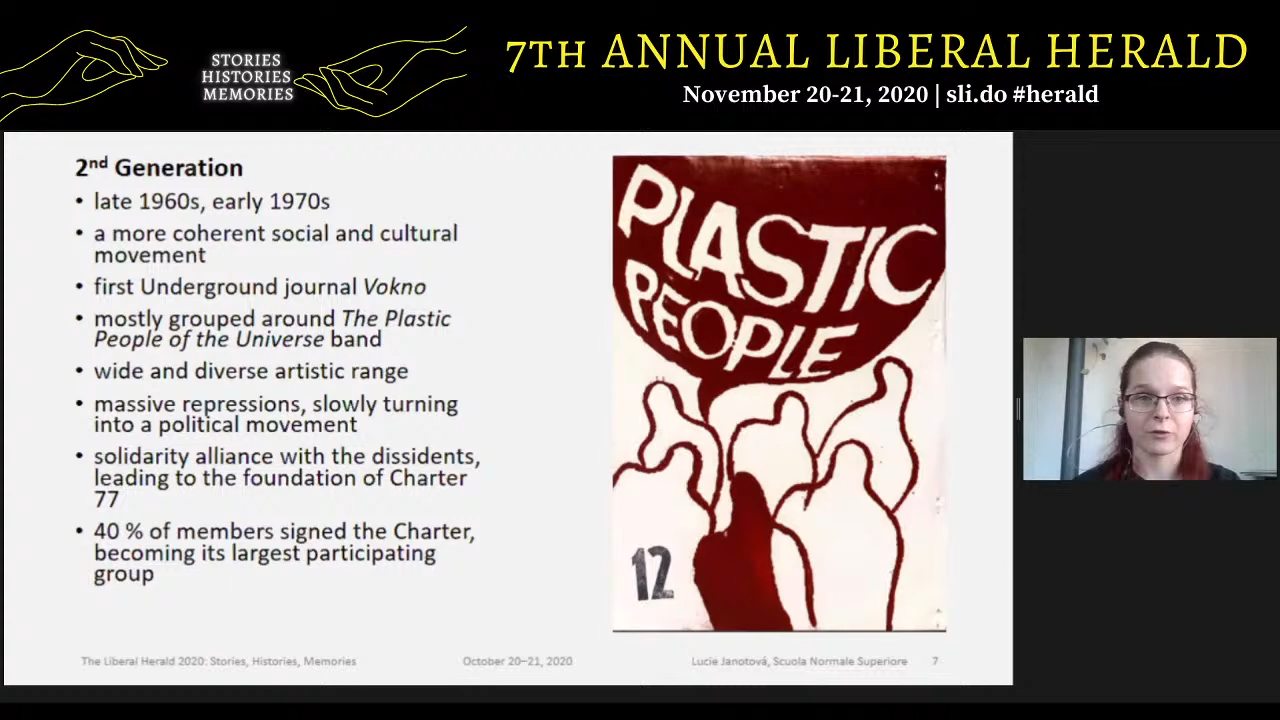 STORIES
HISTORIES
MEMORIES
7TH ANNUAL LIBERAL HERALD
November 20-21, 2020 | sli.do #herald
2nd Generation
• late 1960s, early 1970s
• a more coherent social and cultural
movement
• first Underground journal Vokno
• mostly grouped around The Plastic
People of the Universe band
• wide and diverse artistic range
• massive repressions, slowly turning
into a political movement
• solidarity alliance with the dissidents,
leading to the foundation of Charter
77
• 40 % of members signed the Charter,
becoming its largest participating
group
PLASTIC
PEOPLE
12
The Liberal Herald 2020: Stories, Histories, Memories
October 20–21, 2020
Lucie Janotová, Scuola Normale Superiore
7